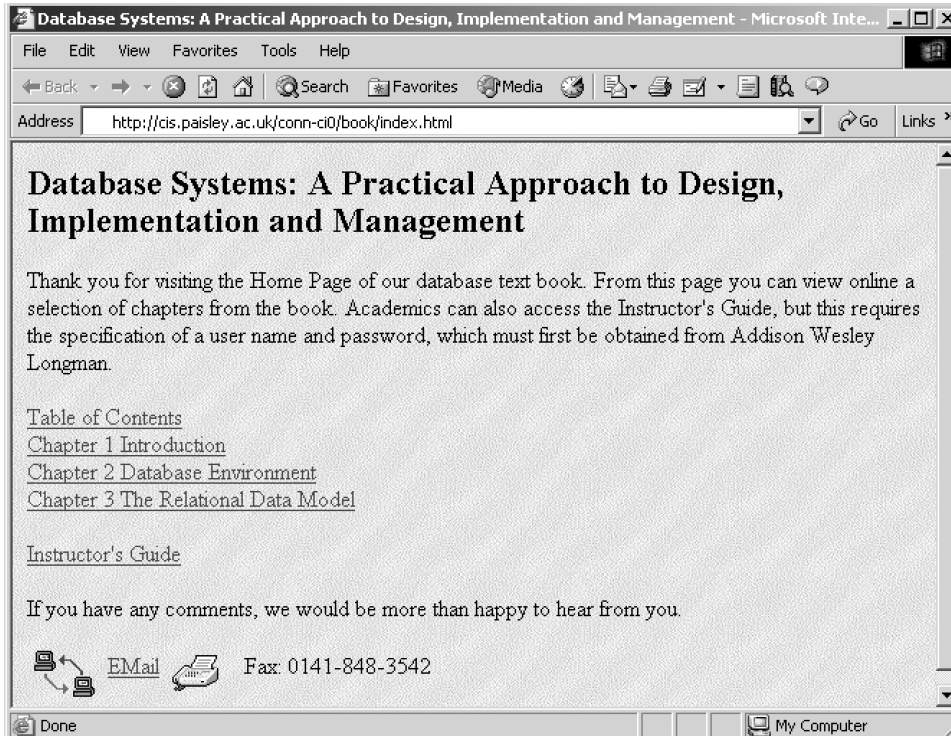 Database Systems: A Practical Approach to Design, Implementation and Management - Microsoft Inte...
File Edit View Favorites Tools Help
Back Search Favorites Media
Address http://cis.paisley.ac.uk/conn-ci0/book/index.html Go Links »
Database Systems: A Practical Approach to Design,
Implementation and Management
Thank you for visiting the Home Page of our database text book. From this page you can view online a
selection of chapters from the book. Academics can also access the Instructor's Guide, but this requires
the specification of a user name and password, which must first be obtained from Addison Wesley
Longman.
Table of Contents
Chapter 1 Introduction
Chapter 2 Database Environment
Chapter 3 The Relational Data Model
Instructor's Guide
If you have any comments, we would be more than happy to hear from you.
EMail Fax: 0141-848-3542
Done My Computer